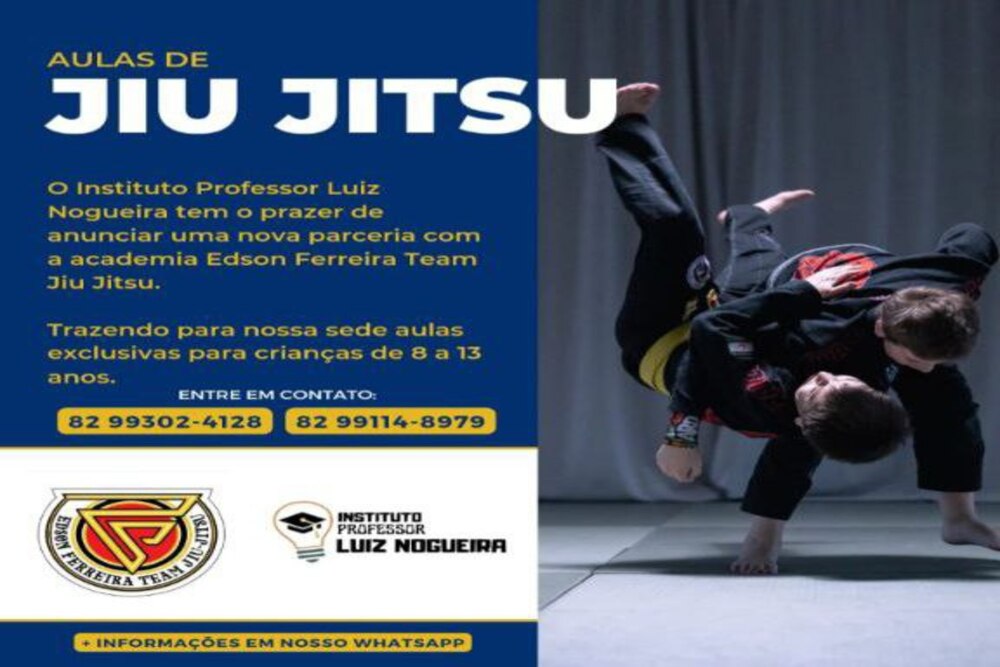 AULAS DE
JIU JITSU
O Instituto Professor Luiz
Nogueira tem o prazer de
anunciar uma nova parceria com
a academia Edson Ferreira Team
Jiu Jitsu.
Trazendo para nossa sede aulas
exclusivas para crianças de 8 a 13
anos.
ENTRE EM CONTATO:
82 99302-4128 82 99114-8979
EDSON FERREIRA TEAM JIU-JITSU
INSTITUTO
PROFESSOR
LUIZ NOGUEIRA
+ INFORMAÇÕES EM NOSSO WHATSAPP